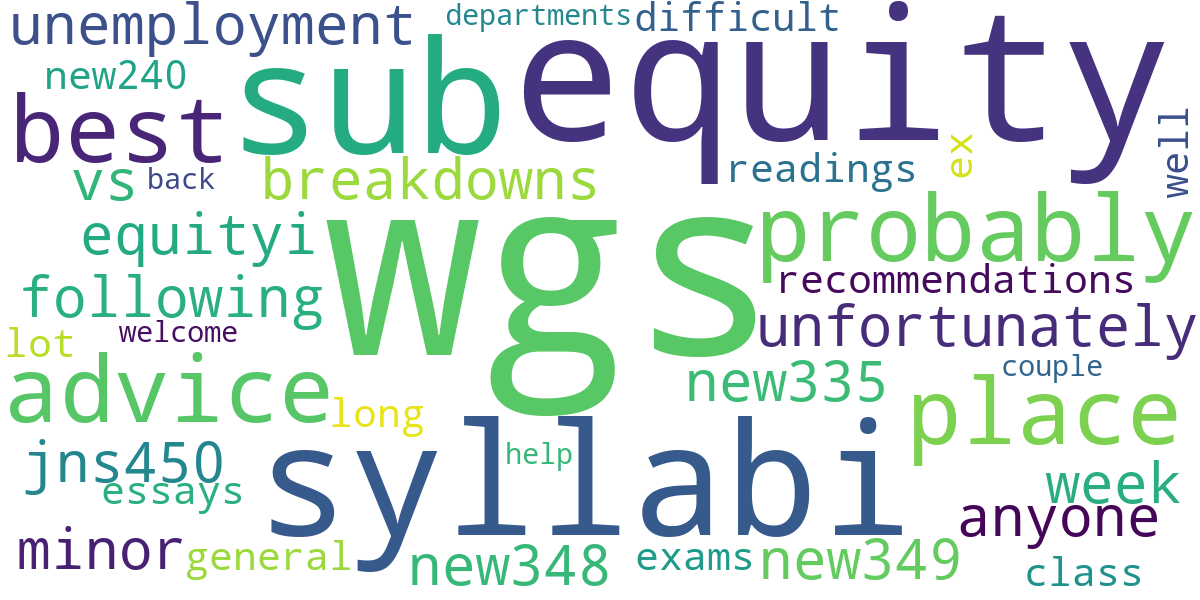 departments
unemployment
difficult
equity
sub
new240
best
well
ex
vs
back
breakdowns
readings
wgs
probably
equityi
following
recommendations
welcome
unfortunately
lot
advice
new335
couple
long
place
syllabi
jns450
help
week
essays
anyone
minor
general
new348
exams
new349
class